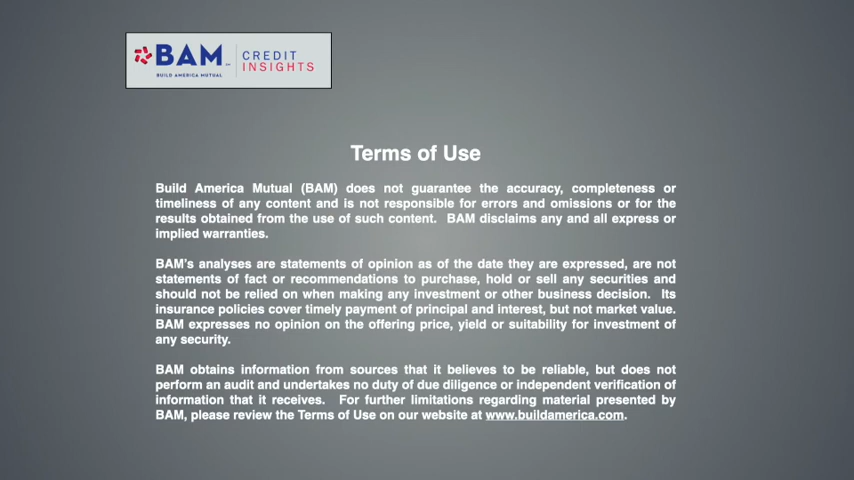 BAM SM
BUILD AMERICA MUTUAL
CREDIT
INSIGHTS
Terms of Use
Build America Mutual (BAM) does not guarantee the accuracy, completeness or
timeliness of any content and is not responsible for errors and omissions or for the
results obtained from the use of such content. BAM disclaims any and all express or
implied warranties.
BAM's analyses are statements of opinion as of the date they are expressed, are not
statements of fact or recommendations to purchase, hold or sell any securities and
should not be relied on when making any investment or other business decision. Its
insurance policies cover timely payment of principal and interest, but not market value.
BAM expresses no opinion on the offering price, yield or suitability for investment of
any security.
BAM obtains information from sources that it believes to be reliable, but does not
perform an audit and undertakes no duty of due diligence or independent verification of
information that it receives. For further limitations regarding material presented by
BAM, please review the Terms of Use on our website at www.buildamerica.com.